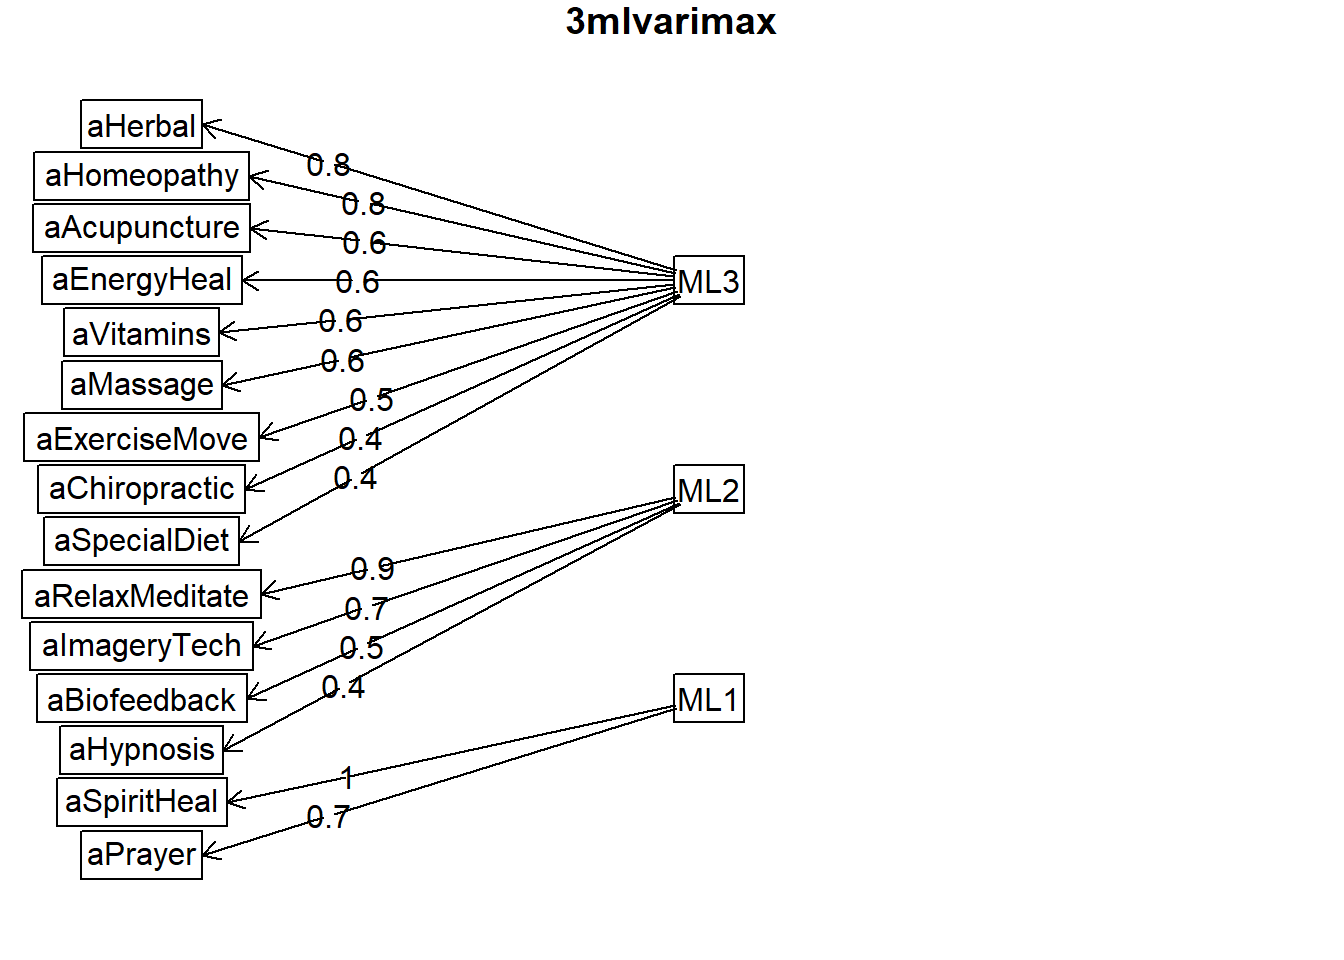 3mlvarimax
aHerbal
0.8
aHomeopathy
0.8
aAcupuncture
0.6
aEnergyHeal
0.6
ML3
aVitamins
0.6
aMassage
0.6
aExerciseMove
0.5
aChiropractic
0.4
aSpecialDiet
0.4
ML2
aRelaxMeditate
0.9
aImageryTech
0.7
aBiofeedback
0.5
aHypnosis
0.4
ML1
aSpiritHeal
1
aPrayer
0.7